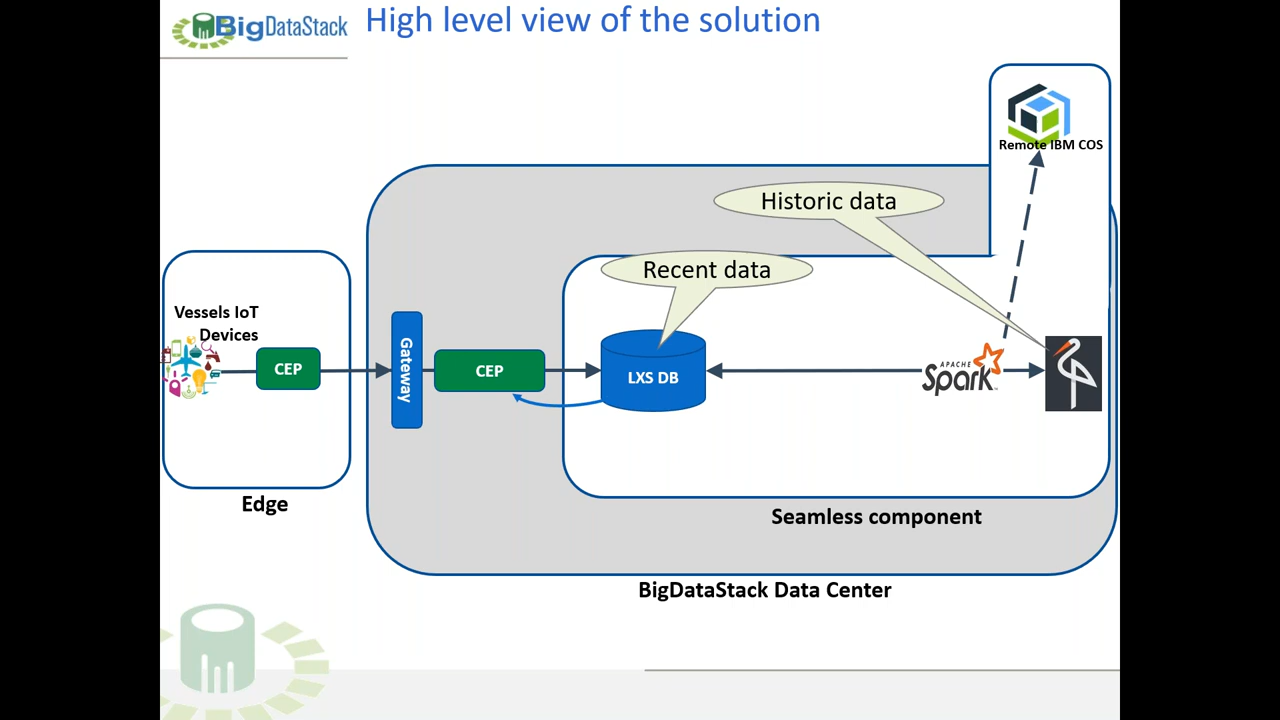 BigDataStack
High level view of the solution
Remote IBM COS
Historic data
Recent data
Vessels IoT
Devices
CEP
Gateway
CEP
LXS DB
APACHE
Spark
Edge
Seamless component
BigDataStack Data Center